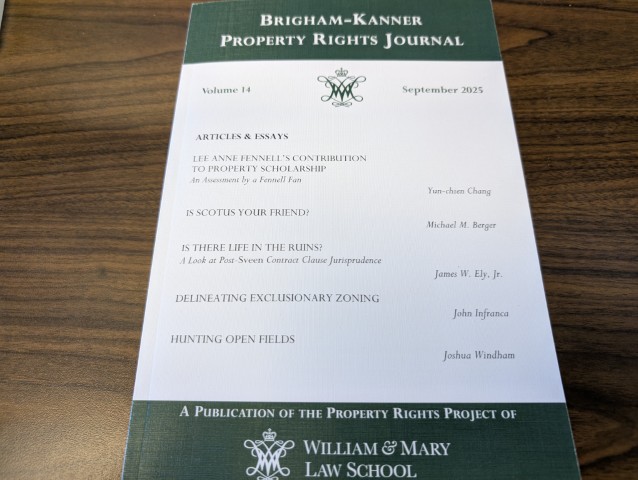 BRIGHAM-KANNER
PROPERTY RIGHTS JOURNAL
Volume 14 September 2025
ARTICLES & ESSAYS
LEE ANNE FENNELL'S CONTRIBUTION
TO PROPERTY SCHOLARSHIP
An Assessment by a Fennell Fan
Yun-chien Chang
IS SCOTUS YOUR FRIEND?
Michael M. Berger
IS THERE LIFE IN THE RUINS?
A Look at Post-Sveen Contract Clause Jurisprudence
James W. Ely, Jr.
DELINEATING EXCLUSIONARY ZONING
John Infranca
HUNTING OPEN FIELDS
Joshua Windham
A PUBLICATION OF THE PROPERTY RIGHTS PROJECT OF
WILLIAM & MARY
LAW SCHOOL